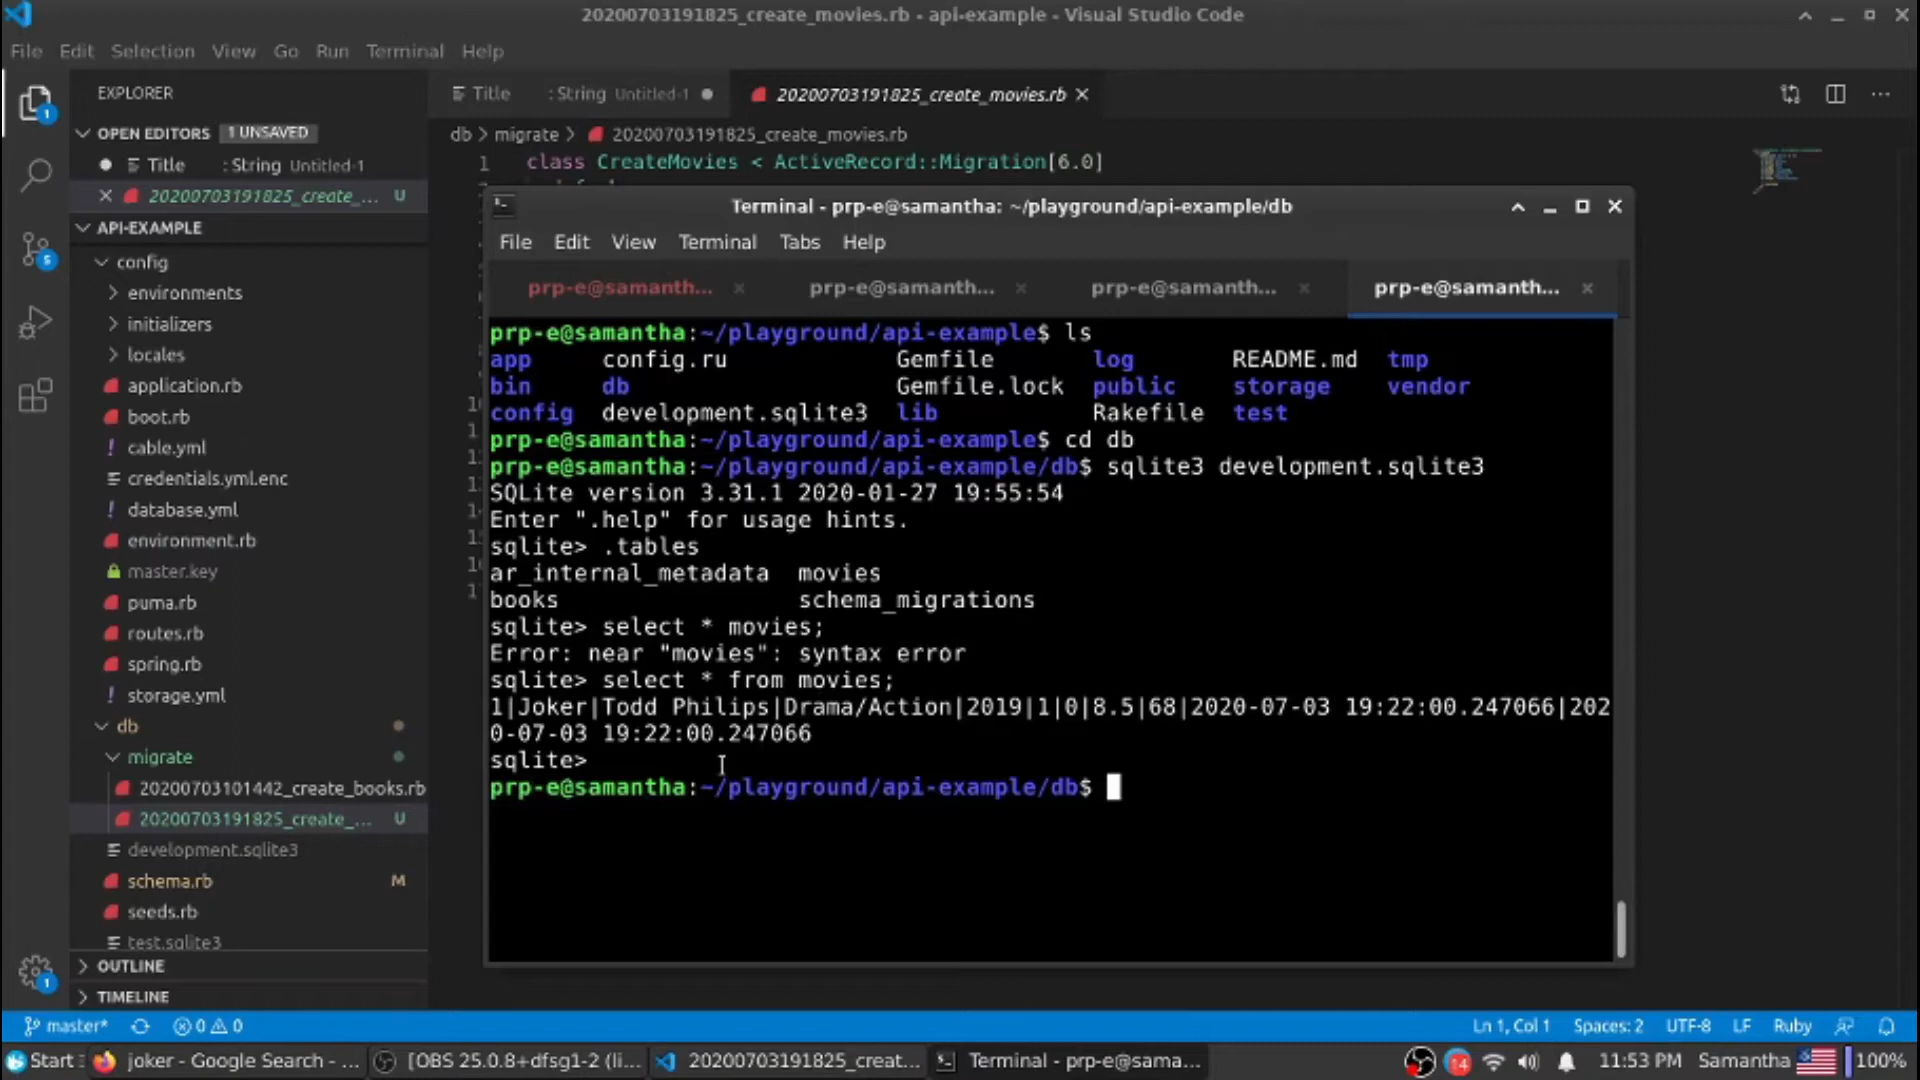 20200703191825_create_movies.rb - api-example - Visual Studio Code
File Edit Selection View Go Run Terminal Help
EXPLORER
OPEN EDITORS 1 UNSAVED
Title : String Untitled-1
20200703191825_create_... U
API-EXAMPLE
config
environments
initializers
locales
application.rb
boot.rb
cable.yml
credentials.yml.enc
database.yml
environment.rb
master.key
puma.rb
routes.rb
spring.rb
storage.yml
db
migrate
20200703101442_create_books.rb
20200703191825_create_... U
development.sqlite3
schema.rb M
seeds.rb
test.sqlite3
OUTLINE
TIMELINE
Title : String Untitled-1
20200703191825_create_movies.rb
db > migrate > 20200703191825_create_movies.rb
1 class CreateMovies < ActiveRecord::Migration[6.0]
Terminal - prp-e@samantha: ~/playground/api-example/db
File Edit View Terminal Tabs Help
prp-e@samanth... prp-e@samanth... prp-e@samanth... prp-e@samanth...
prp-e@samantha:~/playground/api-example$ ls
app config.ru Gemfile log README.md tmp
bin db Gemfile.lock public storage vendor
config development.sqlite3 lib Rakefile test
prp-e@samantha:~/playground/api-example$ cd db
prp-e@samantha:~/playground/api-example/db$ sqlite3 development.sqlite3
SQLite version 3.31.1 2020-01-27 19:55:54
Enter ".help" for usage hints.
sqlite> .tables
ar_internal_metadata movies
books schema_migrations
sqlite> select * movies;
Error: near "movies": syntax error
sqlite> select * from movies;
1|Joker|Todd Philips|Drama/Action|2019|1|0|8.5|68|2020-07-03 19:22:00.247066|202
0-07-03 19:22:00.247066
sqlite>
prp-e@samantha:~/playground/api-example/db$
master* 0 0 Ln 1, Col 1 Spaces: 2 UTF-8 LF Ruby
Start joker - Google Search - ... [OBS 25.0.8+dfsg1-2 (li... 20200703191825_creat... Terminal - prp-e@sama... 14 11:53 PM Samantha 100%